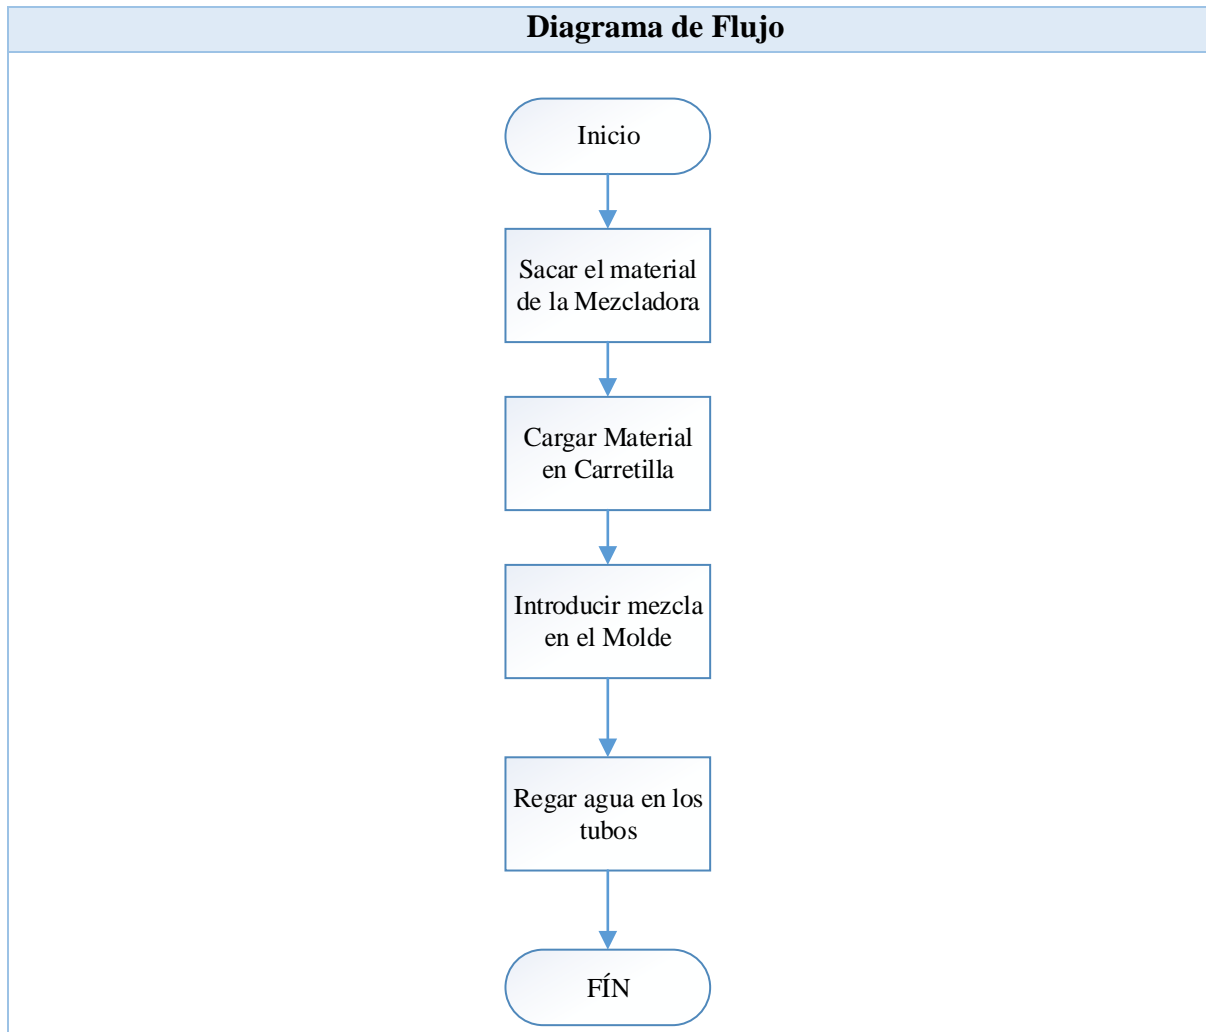 Diagrama de Flujo
Inicio
Sacar el material
de la Mezcladora
Cargar Material
en Carretilla
Introducir mezcla
en el Molde
Regar agua en los
tubos
FÍN